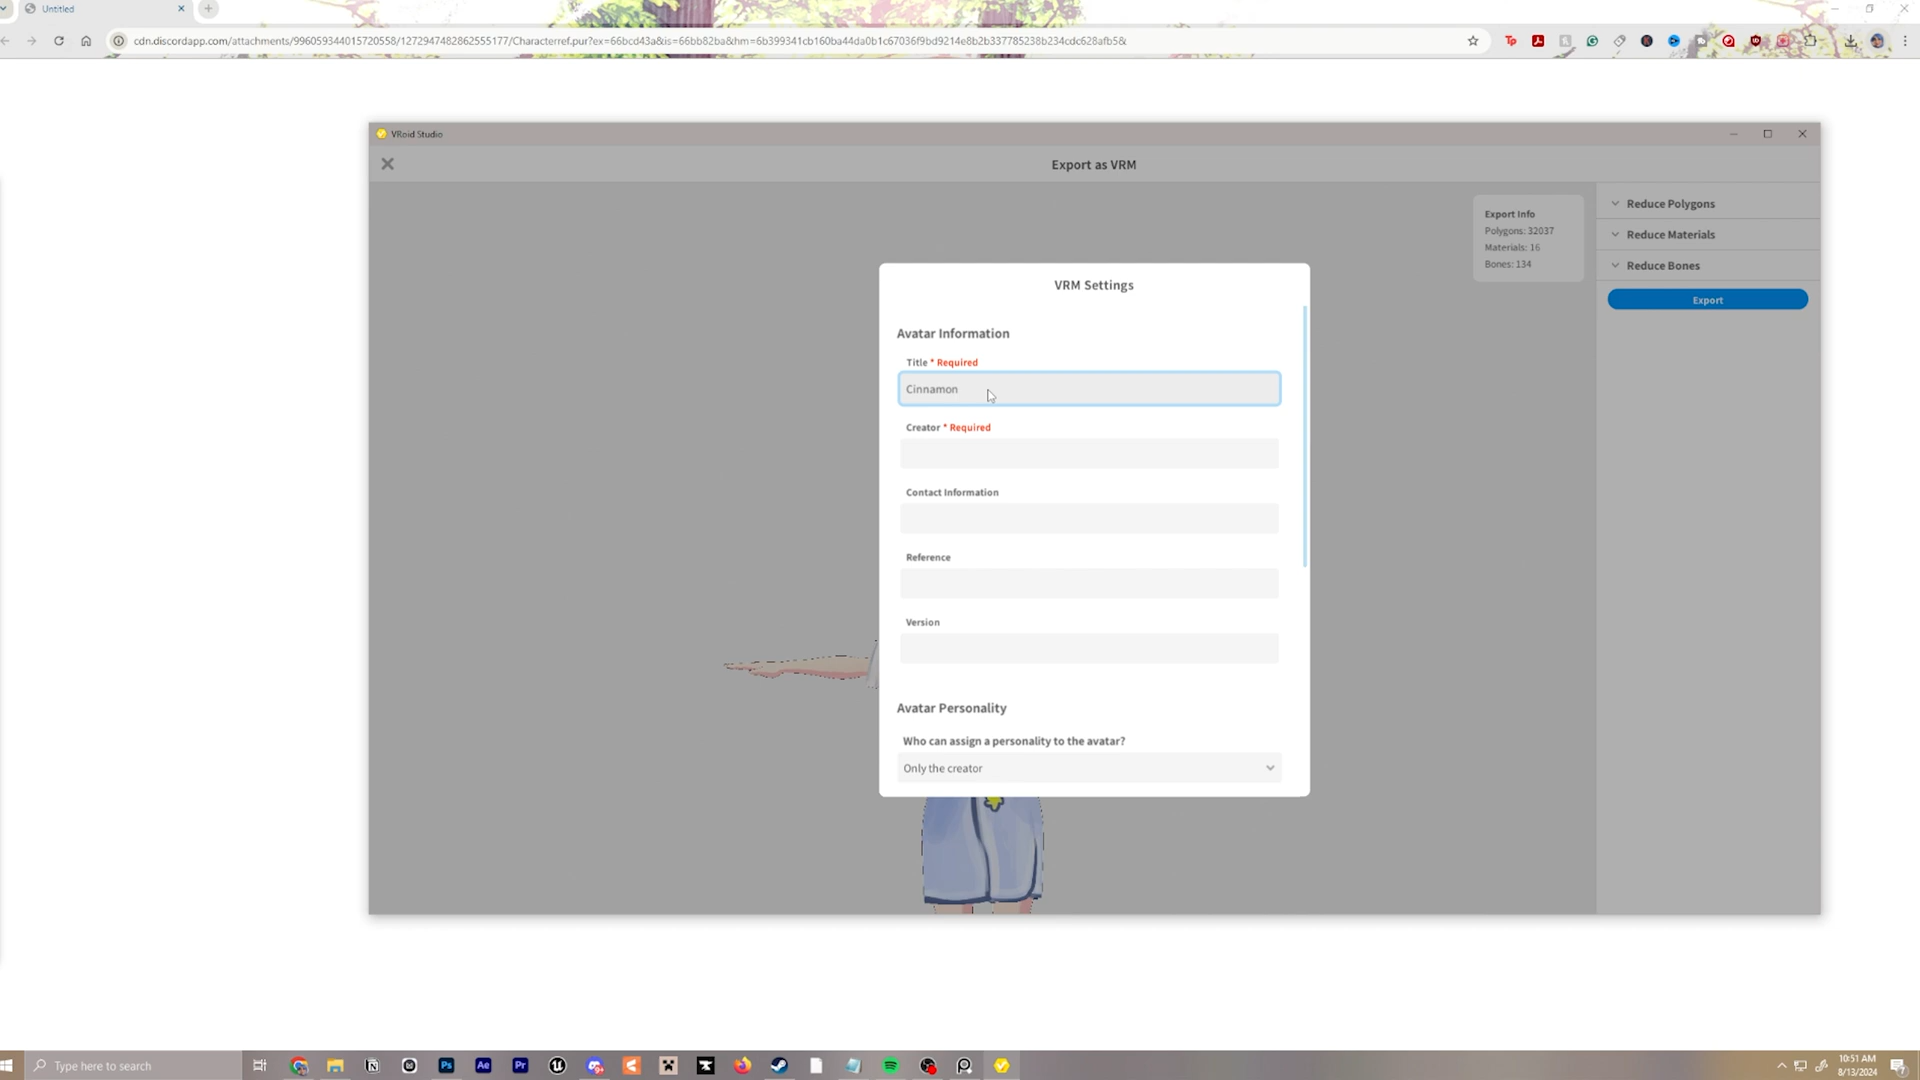 Untitled
cdn.discordapp.com/attachments/996059344015720558/1272947482862555177/Characterref.pur?ex=66bcd43a&is=66bb82ba&hm=6b399341cb160ba44da0b1c67036f9bd9214e8b2b337785238b234cdc628afb5&
VRoid Studio
Export as VRM
Export Info
Polygons: 32037
Materials: 16
Bones: 134
Reduce Polygons
Reduce Materials
Reduce Bones
Export
VRM Settings
Avatar Information
Title * Required
Cinnamon
Creator * Required
Contact Information
Reference
Version
Avatar Personality
Who can assign a personality to the avatar?
Only the creator
Type here to search
Ps
Ae
Pr
10:51 AM
8/13/2024